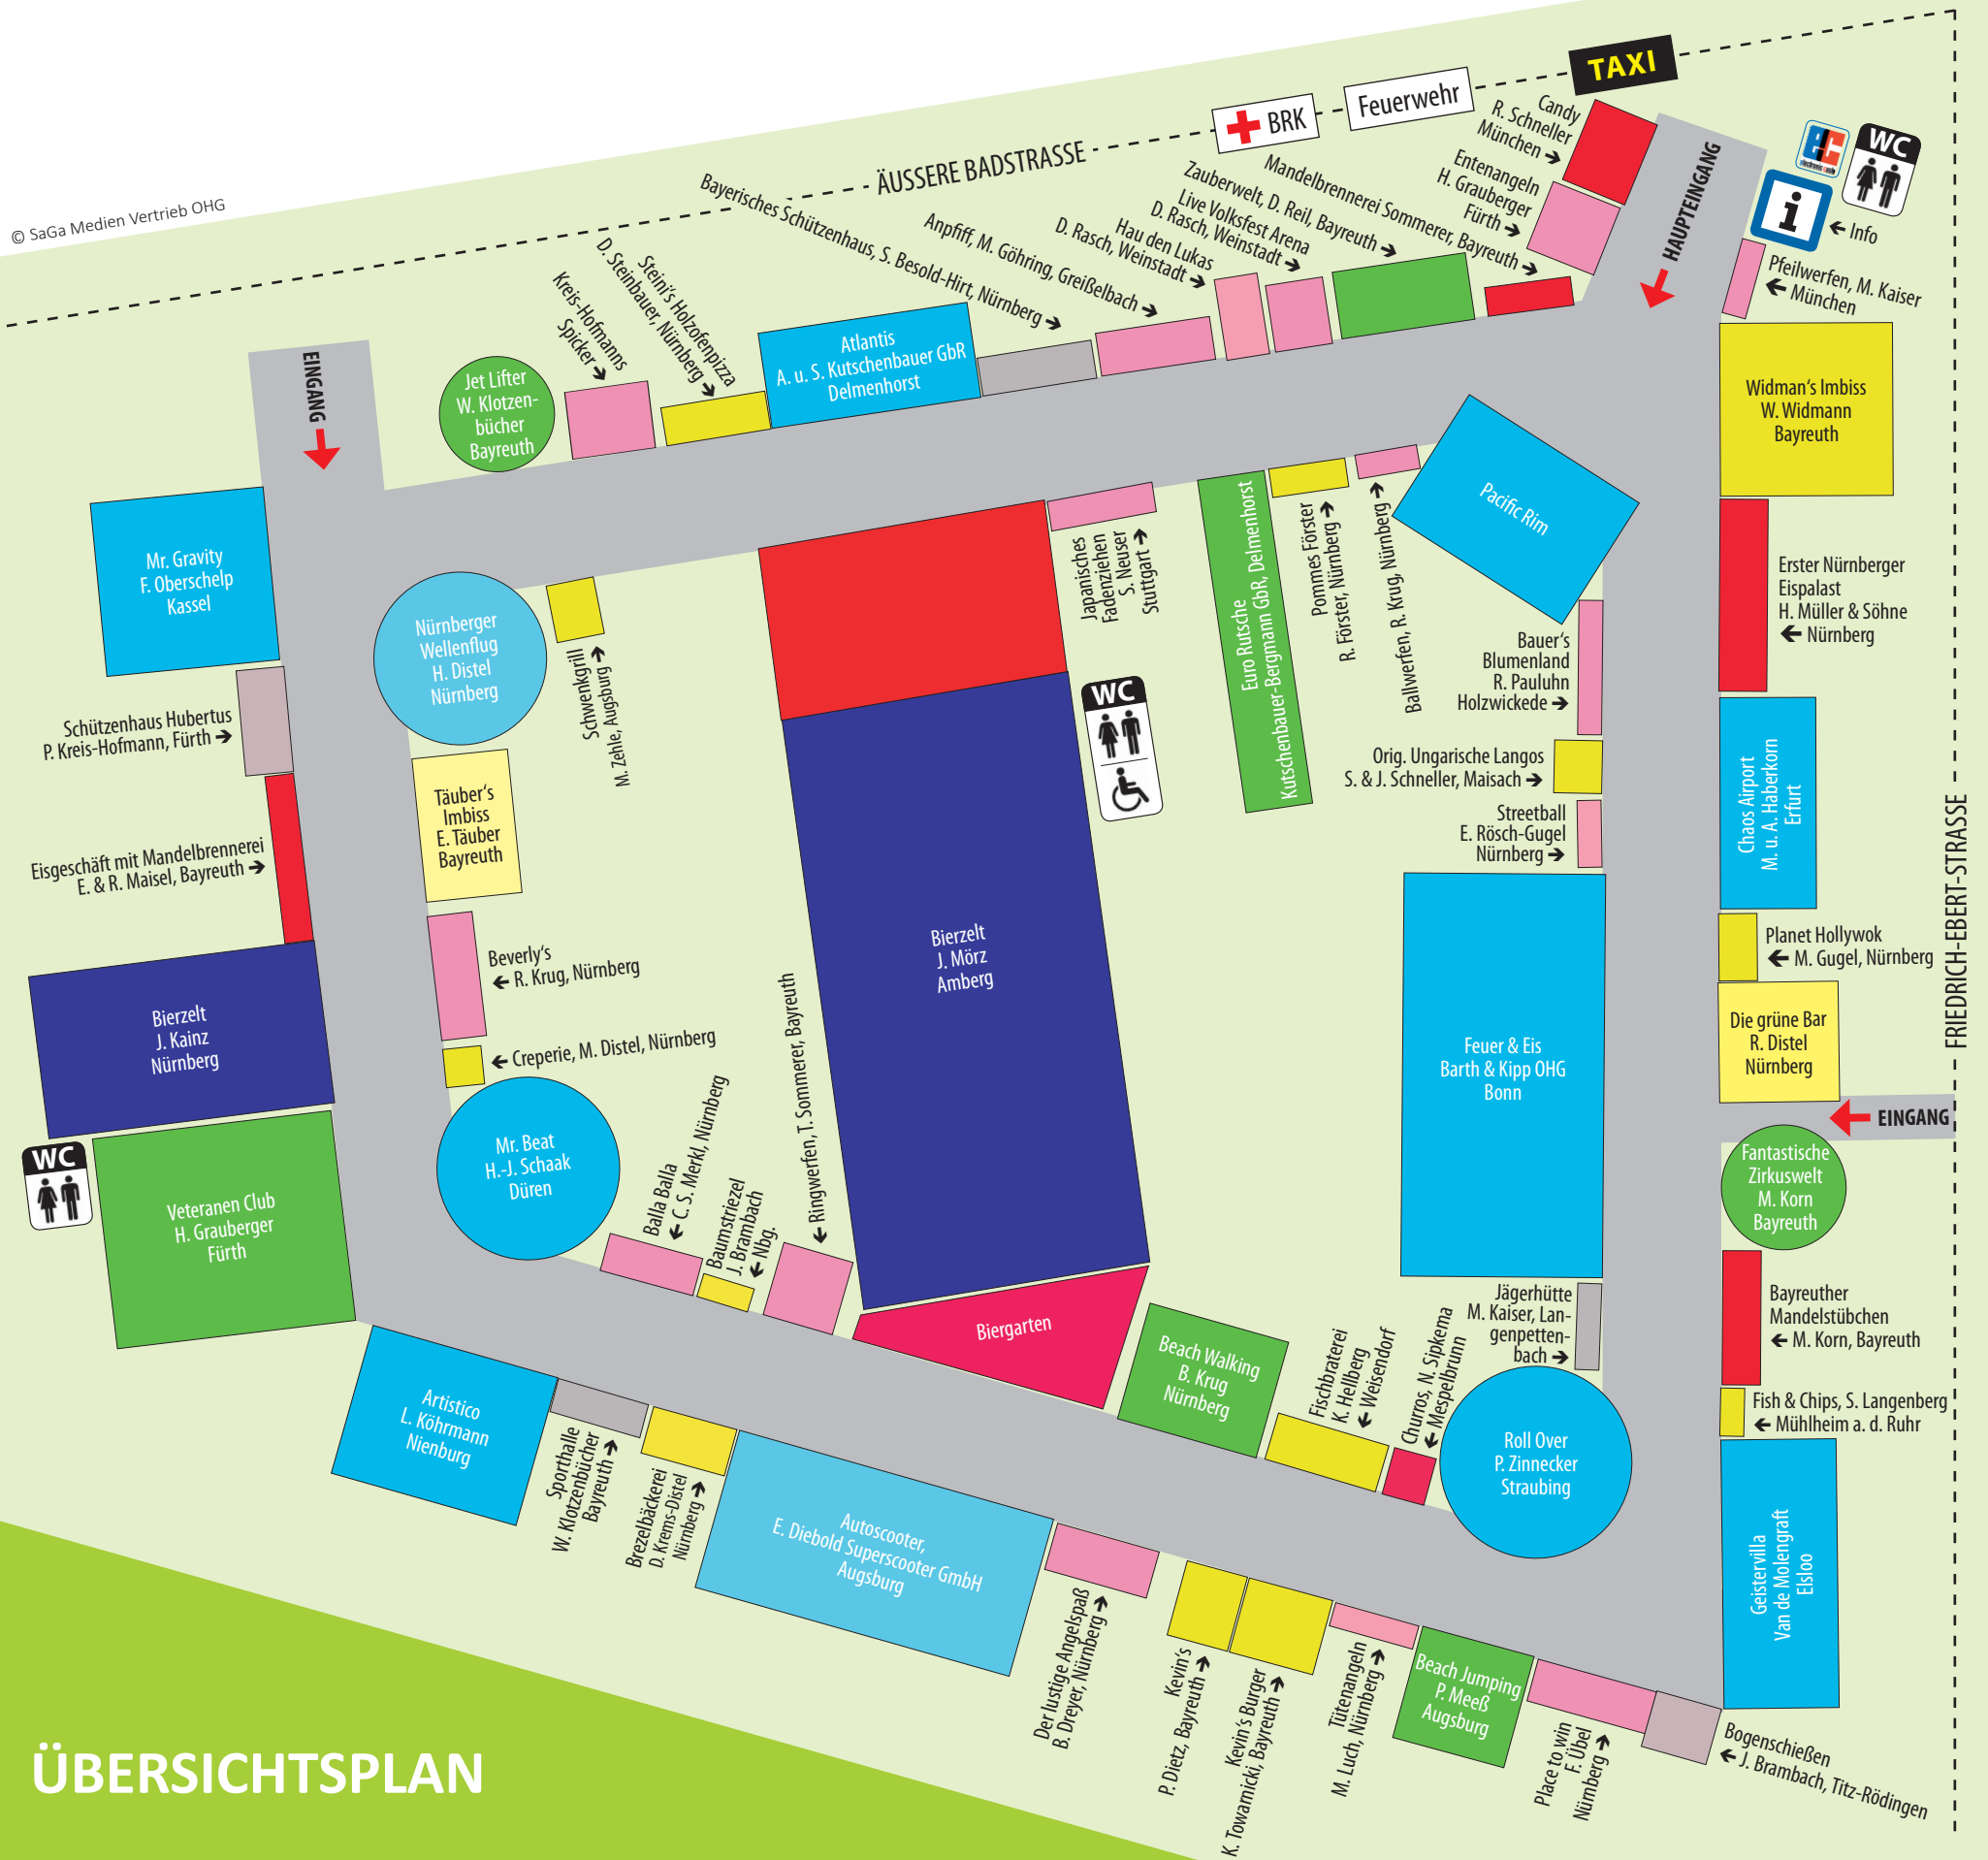 © SaGa Medien Vertrieb OHG
ÄUSSERE BADSTRASSE
BRK
Feuerwehr
TAXI
Candy
R. Schneller
München
Entenangeln
H. Grauberger
Fürth
Mandelbrennerei Sommerer, Bayreuth
Zauberwelt, D. Reil, Bayreuth
Live Volksfest Arena
D. Rasch, Weinstadt
Hau den Lukas
D. Rasch, Weinstadt
Anpfiff, M. Göhring, Greißelbach
Bayerisches Schützenhaus, S. Besold-Hirt, Nürnberg
Atlantis
A. u. S. Kutschenbauer GbR
Delmenhorst
Steini's Holzofenpizza
D. Steinbauer, Nürnberg
Kreis-Hofmanns
Spicker
Jet Lifter
W. Klotzen-
bücher
Bayreuth
EINGANG
HAUPTEINGANG
EC
electronic cash
WC
i
Info
Pfeilwerfen, M. Kaiser
München
Widman's Imbiss
W. Widmann
Bayreuth
Erster Nürnberger
Eispalast
H. Müller & Söhne
Nürnberg
Chaos Airport
M. u. A. Haberkorn
Erfurt
Planet Hollywok
M. Gugel, Nürnberg
Die grüne Bar
R. Distel
Nürnberg
EINGANG
FRIEDRICH-EBERT-STRASSE
Fantastische
Zirkuswelt
M. Korn
Bayreuth
Bayreuther
Mandelstübchen
M. Korn, Bayreuth
Fish & Chips, S. Langenberg
Mühlheim a. d. Ruhr
Geistervilla
Van de Molengraft
Elsloo
Bogenschießen
J. Brambach, Titz-Rödingen
Place to win
F. Übel
Nürnberg
Beach Jumping
P. Meeß
Augsburg
Tütenangeln
M. Luch, Nürnberg
Kevin's Burger
K. Towarnicki, Bayreuth
Kevin's
P. Dietz, Bayreuth
Der lustige Angelspaß
B. Dreyer, Nürnberg
Autoscooter,
E. Diebold Superscooter GmbH
Augsburg
Brezelbäckerei
D. Krems-Distel
Nürnberg
Sporthalle
W. Klotzenbücher
Bayreuth
Artistico
L. Köhrmann
Nienburg
Veteranen Club
H. Grauberger
Fürth
WC
Bierzelt
J. Kainz
Nürnberg
Eisgeschäft mit Mandelbrennerei
E. & R. Maisel, Bayreuth
Schützenhaus Hubertus
P. Kreis-Hofmann, Fürth
Mr. Gravity
F. Oberschelp
Kassel
Nürnberger
Wellenflug
H. Distel
Nürnberg
Schwenkgrill
M. Zehle, Augsburg
Täuber's
Imbiss
E. Täuber
Bayreuth
Beverly's
R. Krug, Nürnberg
Creperie, M. Distel, Nürnberg
Mr. Beat
H.-J. Schaak
Düren
Balla Balla
C. S. Merkl, Nürnberg
Baumstriezel
J. Brambach
Nbg.
Ringwerfen, T. Sommerer, Bayreuth
Bierzelt
J. Mörz
Amberg
Biergarten
WC
Japanisches
Fadenziehen
S. Neuser
Stuttgart
Euro Rutsche
Kutschenbauer-Bergmann GbR, Delmenhorst
Pommes Förster
R. Förster, Nürnberg
Ballwerfen, R. Krug, Nürnberg
Pacific Rim
Bauer's
Blumenland
R. Pauluhn
Holzwickede
Orig. Ungarische Langos
S. & J. Schneller, Maisach
Streetball
E. Rösch-Gugel
Nürnberg
Feuer & Eis
Barth & Kipp OHG
Bonn
Jägerhütte
M. Kaiser, Lan-
genpetten-
bach
Roll Over
P. Zinnecker
Straubing
Churros, N. Sipkema
Mespelbrunn
Fischbraterei
K. Hellberg
Weisendorf
Beach Walking
B. Krug
Nürnberg
ÜBERSICHTSPLAN